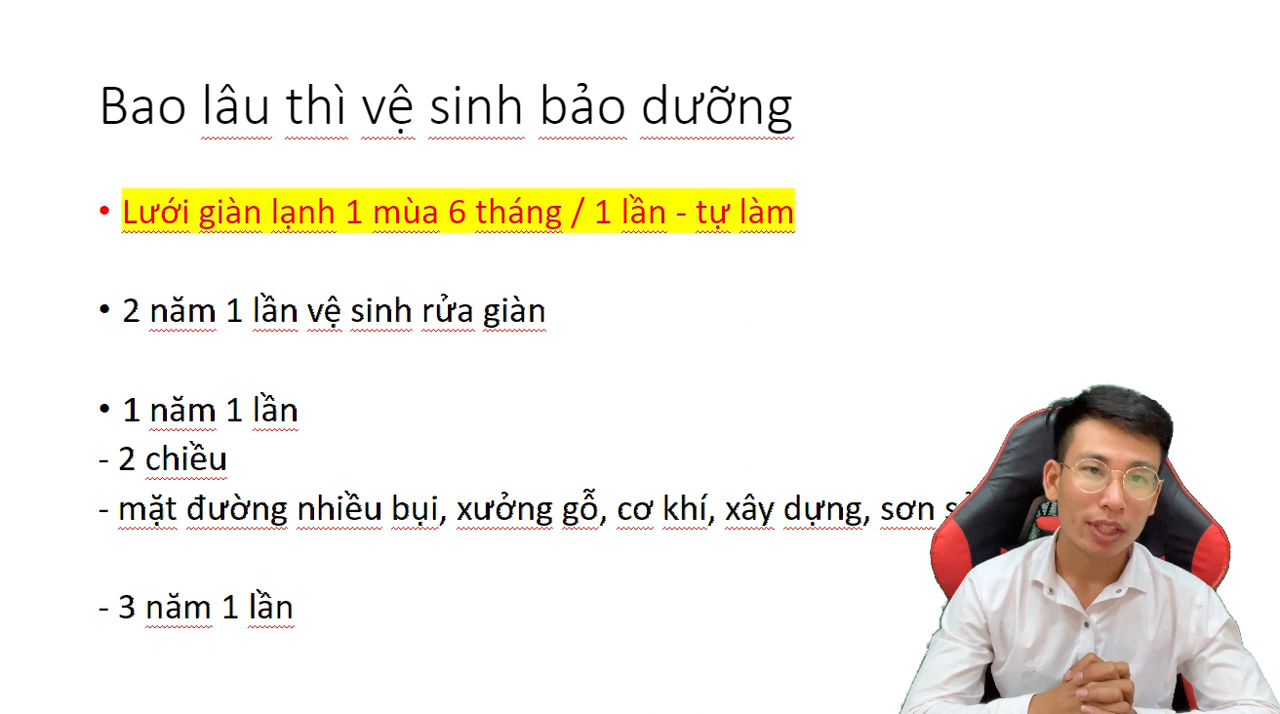 Bao lâu thì vệ sinh bảo dưỡng
• Lưới giàn lạnh 1 mùa 6 tháng / 1 lần - tự làm
• 2 năm 1 lần vệ sinh rửa giàn
• 1 năm 1 lần
- 2 chiều
- mặt đường nhiều bụi, xưởng gỗ, cơ khí, xây dựng, sơn
- 3 năm 1 lần